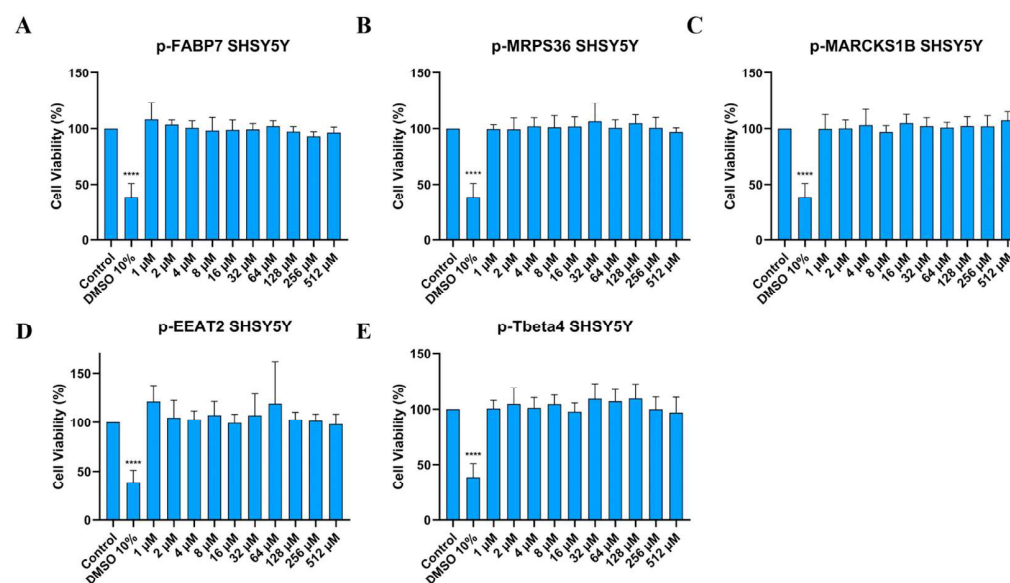 A
p-FABP7 SHSY5Y
Cell Viability (%)
150
100
50
0
****
Control
DMSO 10%
1 µM
2 µM
4 µM
8 µM
16 µM
32 µM
64 µM
128 µM
256 µM
512 µM
B
p-MRPS36 SHSY5Y
Cell Viability (%)
150
100
50
0
****
Control
DMSO 10%
1 µM
2 µM
4 µM
8 µM
16 µM
32 µM
64 µM
128 µM
256 µM
512 µM
C
p-MARCKS1B SHSY5Y
Cell Viability (%)
150
100
50
0
****
Control
DMSO 10%
1 µM
2 µM
4 µM
8 µM
16 µM
32 µM
64 µM
128 µM
256 µM
512 µM
D
p-EEAT2 SHSY5Y
Cell Viability (%)
150
100
50
0
****
Control
DMSO 10%
1 µM
2 µM
4 µM
8 µM
16 µM
32 µM
64 µM
128 µM
256 µM
512 µM
E
p-Tbeta4 SHSY5Y
Cell Viability (%)
150
100
50
0
****
Control
DMSO 10%
1 µM
2 µM
4 µM
8 µM
16 µM
32 µM
64 µM
128 µM
256 µM
512 µM